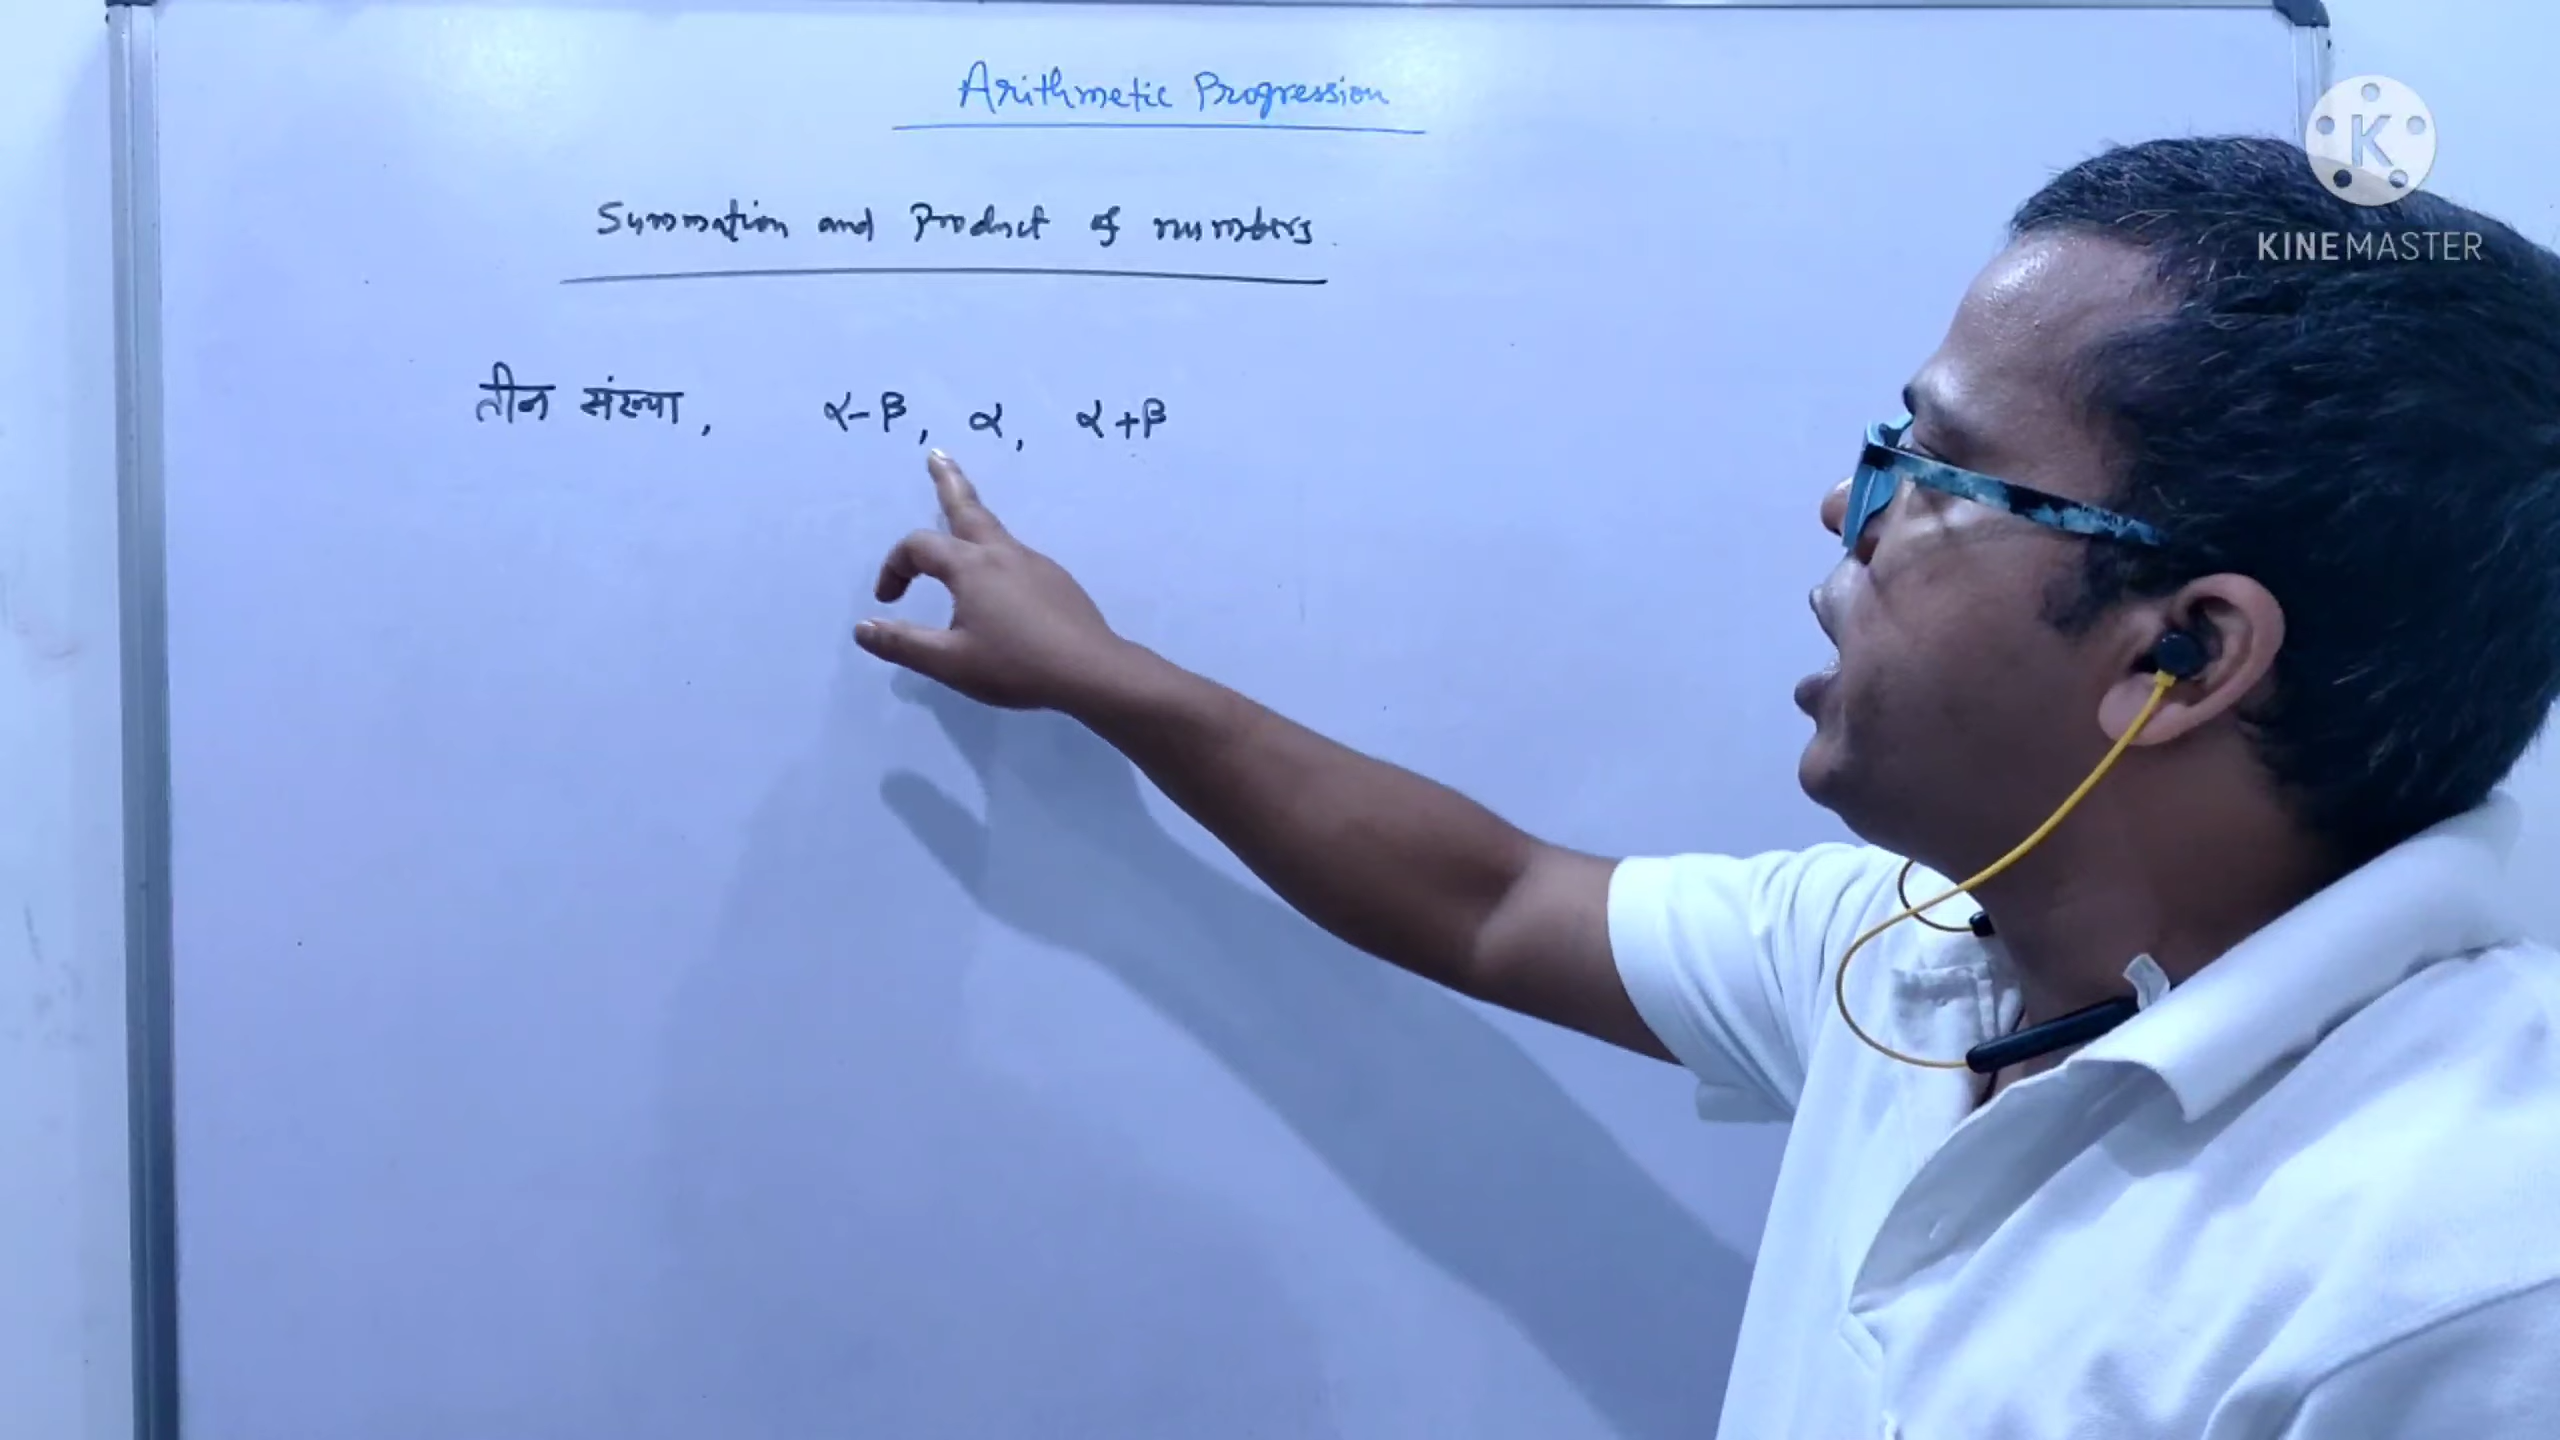 Arithmetic Progression
Summation and Product of numbers
तीन संख्या, α-β, α, α+β
K
KINEMASTER